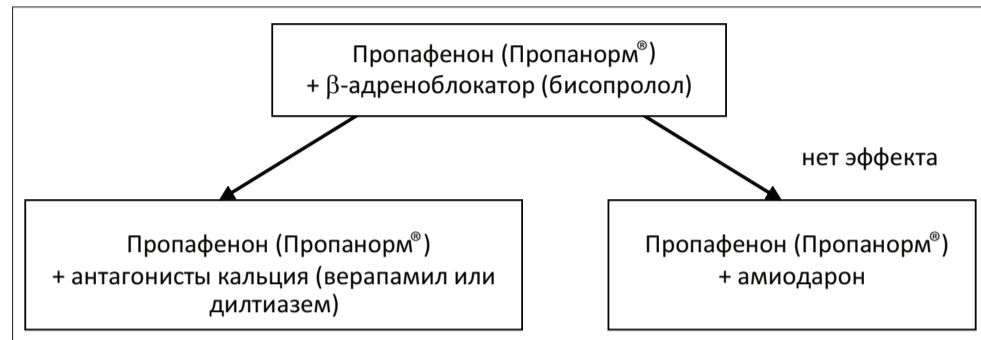 Пропафенон (Пропанорм®)
+ β-адреноблокатор (бисопролол)
нет эффекта
Пропафенон (Пропанорм®)
+ антагонисты кальция (верапамил или
дилтиазем)
Пропафенон (Пропанорм®)
+ амиодарон